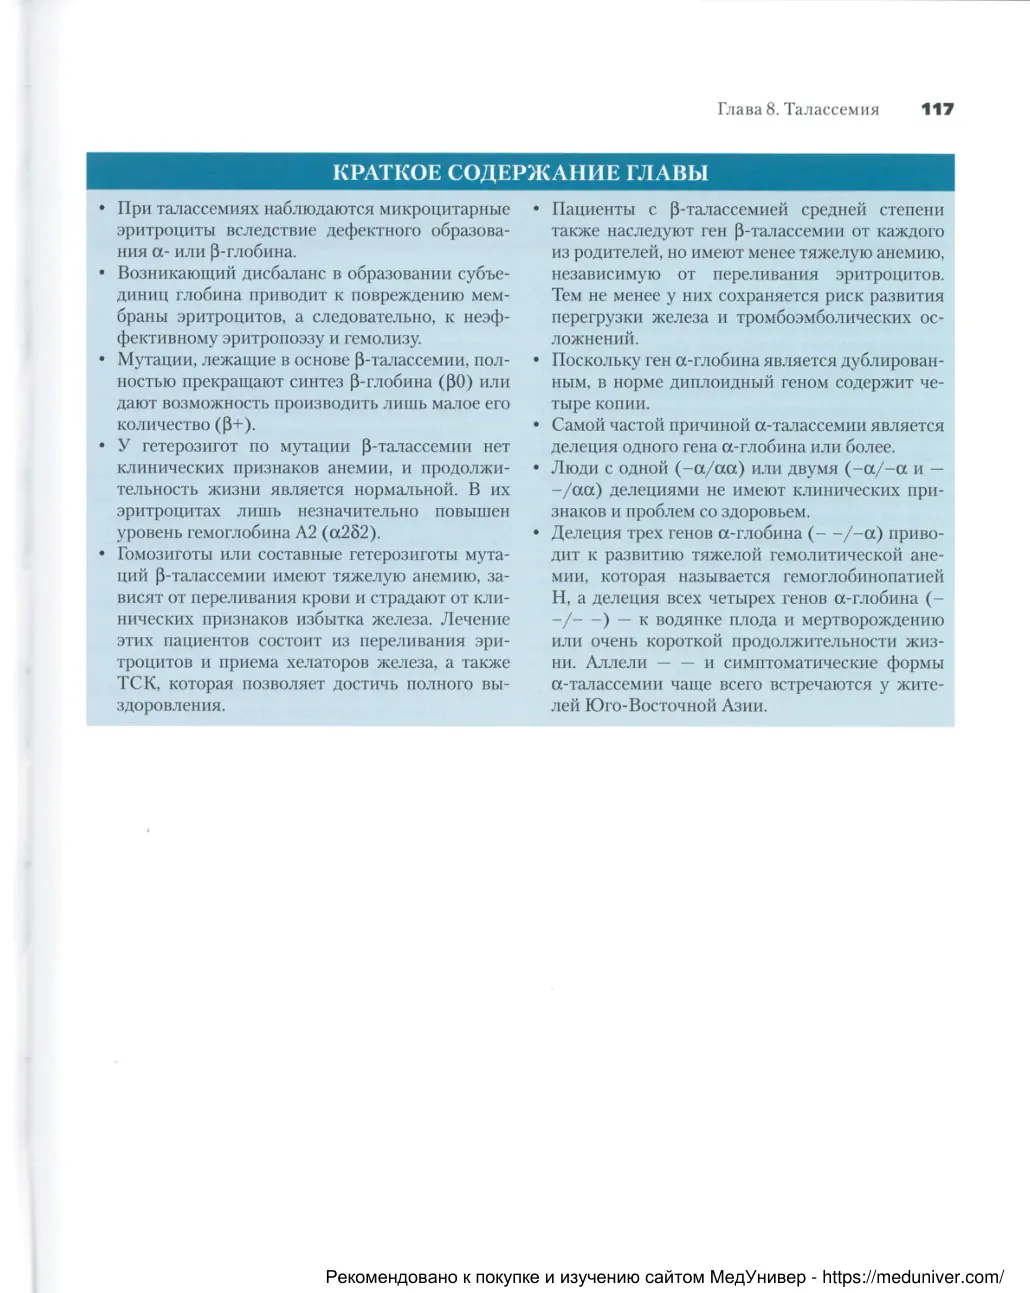 Глава 8. Талассемия 117
КРАТКОЕ СОДЕРЖАНИЕ ГЛАВЫ
• При талассемиях наблюдаются микроцитарные
эритроциты вследствие дефектного образова-
ния α- или β-глобина.
• Возникающий дисбаланс в образовании субъе-
диниц глобина приводит к повреждению мем-
браны эритроцитов, а следовательно, к неэф-
фективному эритропоэзу и гемолизу.
• Мутации, лежащие в основе β-талассемии, пол-
ностью прекращают синтез β-глобина (β0) или
дают возможность производить лишь малое его
количество (β+).
• У гетерозигот по мутации β-талассемии нет
клинических признаков анемии, и продолжи-
тельность жизни является нормальной. В их
эритроцитах лишь незначительно повышен
уровень гемоглобина А2 (α2δ2).
• Гомозиготы или составные гетерозиготы мута-
ций β-талассемии имеют тяжелую анемию, за-
висят от переливания крови и страдают от кли-
нических признаков избытка железа. Лечение
этих пациентов состоит из переливания эри-
троцитов и приема хелаторов железа, а также
ТСК, которая позволяет достичь полного вы-
здоровления.
• Пациенты с β-талассемией средней степени
также наследуют ген β-талассемии от каждого
из родителей, но имеют менее тяжелую анемию,
независимую от переливания эритроцитов.
Тем не менее у них сохраняется риск развития
перегрузки железа и тромбоэмболических ос-
ложнений.
• Поскольку ген α-глобина является дублирован-
ным, в норме диплоидный геном содержит че-
тыре копии.
• Самой частой причиной α-талассемии является
делеция одного гена α-глобина или более.
• Люди с одной (−α/αα) или двумя (−α/−α и —
−/αα) делециями не имеют клинических при-
знаков и проблем со здоровьем.
• Делеция трех генов α-глобина (− −/−α) приво-
дит к развитию тяжелой гемолитической ане-
мии, которая называется гемоглобинопатией
Н, а делеция всех четырех генов α-глобина (−
−/− −) — к водянке плода и мертворождению
или очень короткой продолжительности жиз-
ни. Аллели — — и симптоматические формы
α-талассемии чаще всего встречаются у жите-
лей Юго-Восточной Азии.
Рекомендовано к покупке и изучению сайтом МедУнивер - https://meduniver.com/